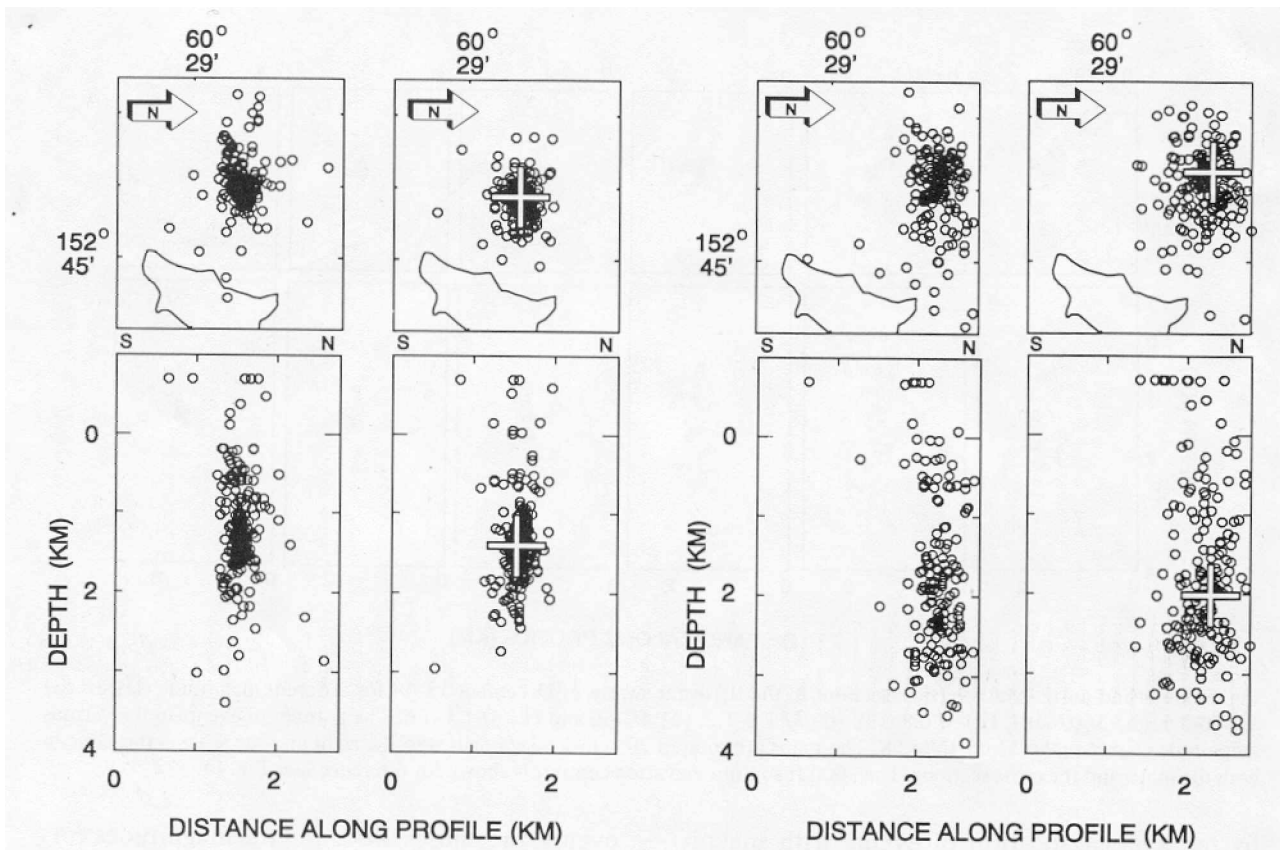 60° 60° 60° 60°
29' 29' 29' 29'
N N N N
152° 152°
45' 45'
S N S N
0 0
DEPTH (KM) DEPTH (KM)
2 2
4 4
0 2 0 2 0 2 0 2
DISTANCE ALONG PROFILE (KM) DISTANCE ALONG PROFILE (KM)